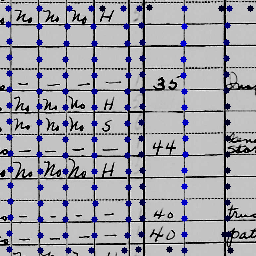 No No No H
— — — — 35
No No No H
No No No S
— — — — 44
No No No H
— — — — 40
— — — — 40